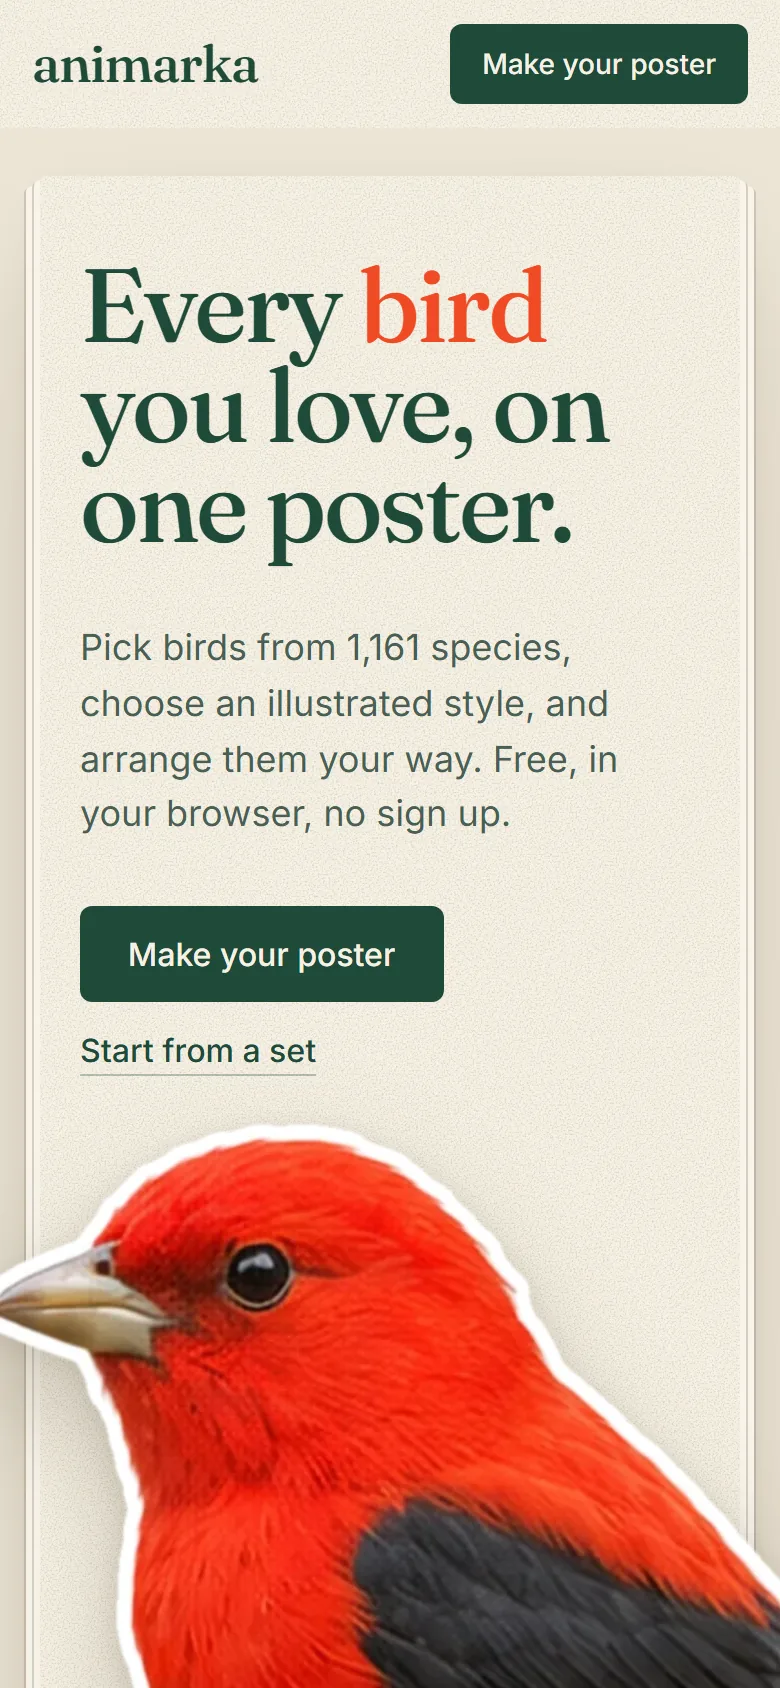 animarka
Make your poster
Every bird
you love, on
one poster.
Pick birds from 1,161 species,
choose an illustrated style, and
arrange them your way. Free, in
your browser, no sign up.
Make your poster
Start from a set